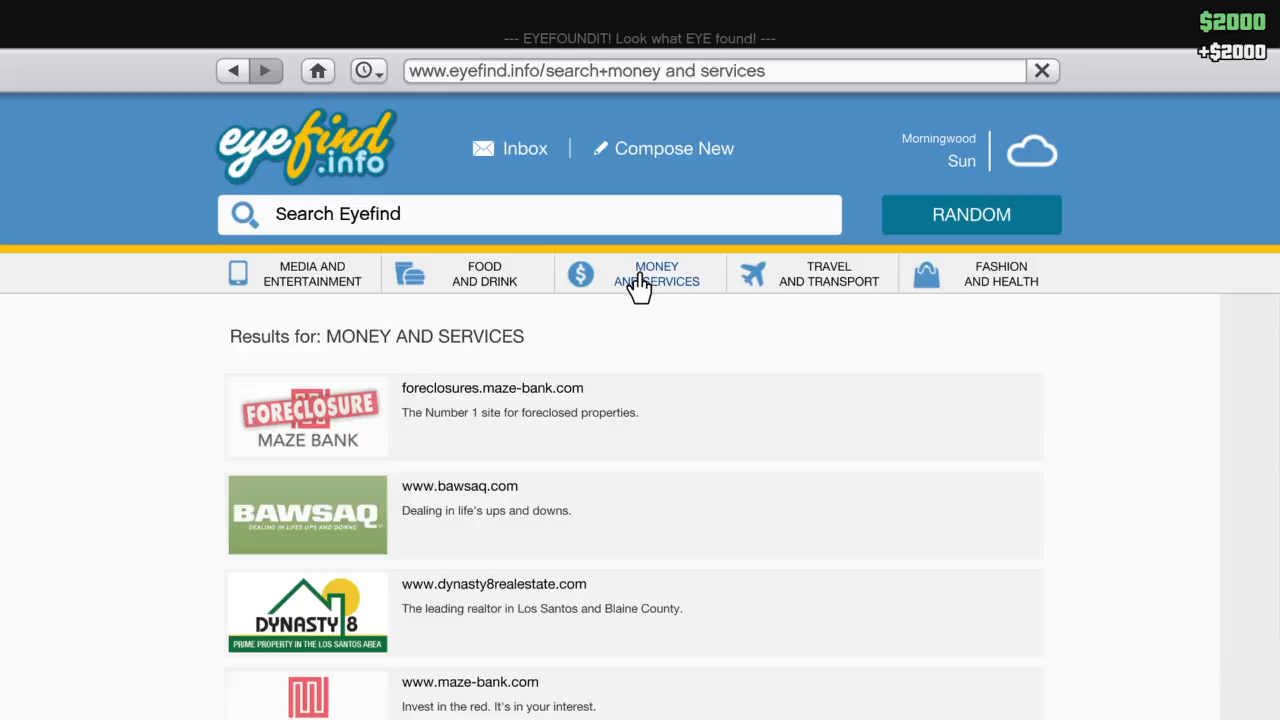 $2000
--- EYEFOUNDIT! Look what EYE found! ---
+$2000
www.eyefind.info/search+money and services
eyefind
.info
Inbox
Compose New
Morningwood
Sun
Search Eyefind
RANDOM
MEDIA AND
ENTERTAINMENT
FOOD
AND DRINK
MONEY
AND SERVICES
TRAVEL
AND TRANSPORT
FASHION
AND HEALTH
Results for: MONEY AND SERVICES
FORECLOSURE
MAZE BANK
foreclosures.maze-bank.com
The Number 1 site for foreclosed properties.
BAWSAQ
DEALING IN LIFES UPS AND DOWNS
www.bawsaq.com
Dealing in life's ups and downs.
DYNASTY 8
PRIME PROPERTY IN THE LOS SANTOS AREA
www.dynasty8realestate.com
The leading realtor in Los Santos and Blaine County.
www.maze-bank.com
Invest in the red. It's in your interest.